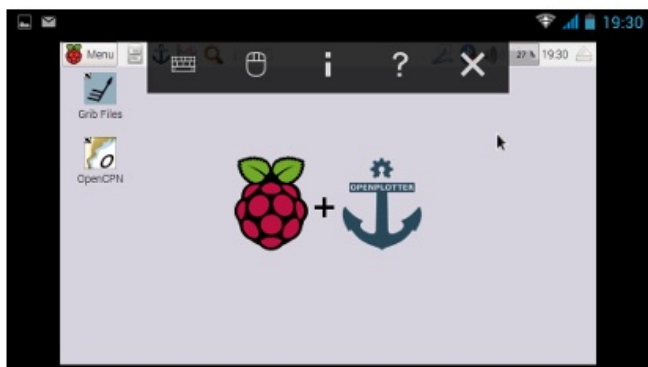 19:30
Menu
i
?
27 %
19:30
Grib Files
OpenCPN
+
OPENPLOTTER